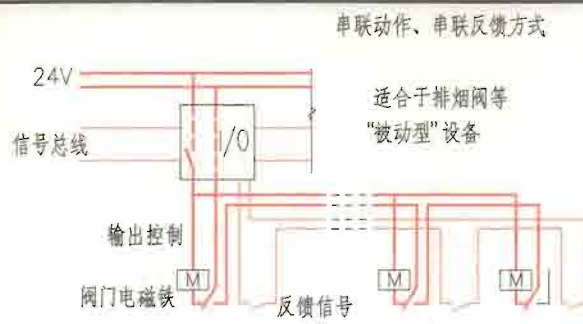 串联动作、串联反馈方式
24V
适合于排烟阀等
“被动型”设备
信号总线
I/O
输出控制
阀门电磁铁
M
反馈信号
M
M